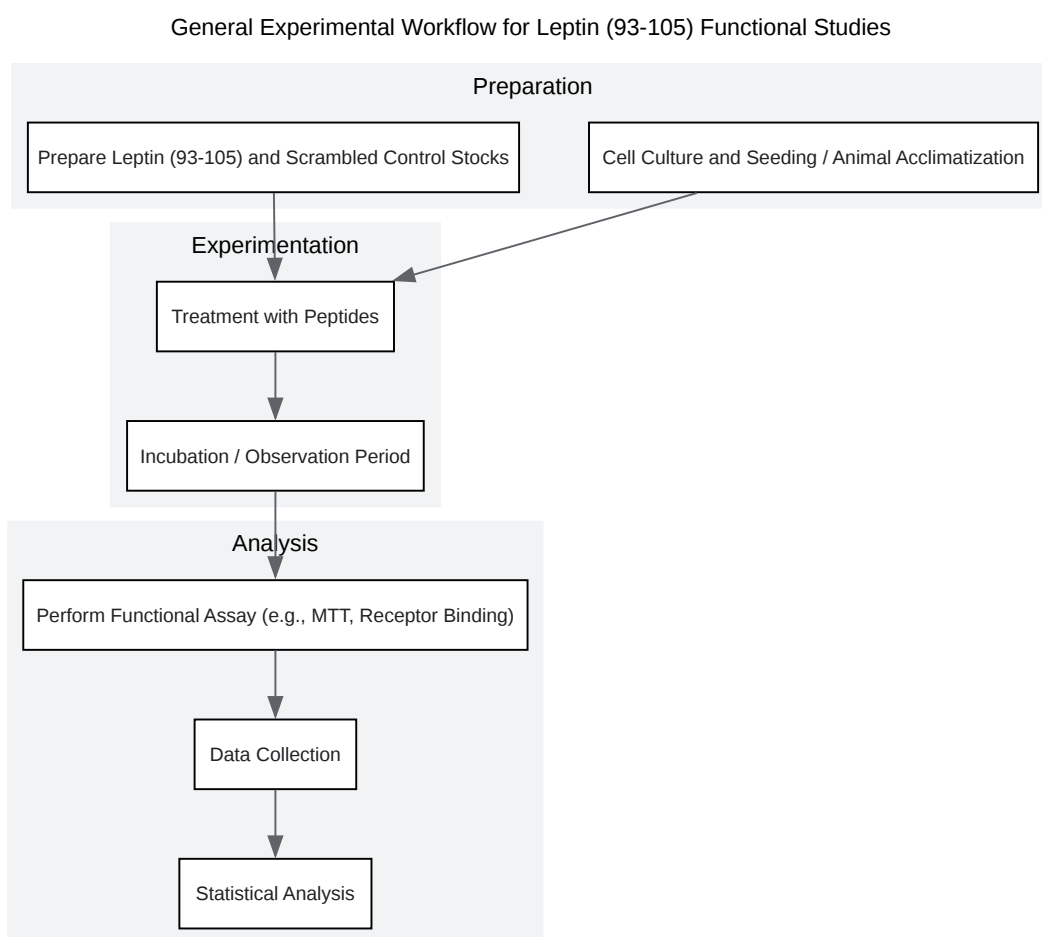 General Experimental Workflow for Leptin (93-105) Functional Studies
Preparation
Prepare Leptin (93-105) and Scrambled Control Stocks
Cell Culture and Seeding / Animal Acclimatization
Experimentation
Treatment with Peptides
Incubation / Observation Period
Analysis
Perform Functional Assay (e.g., MTT, Receptor Binding)
Data Collection
Statistical Analysis